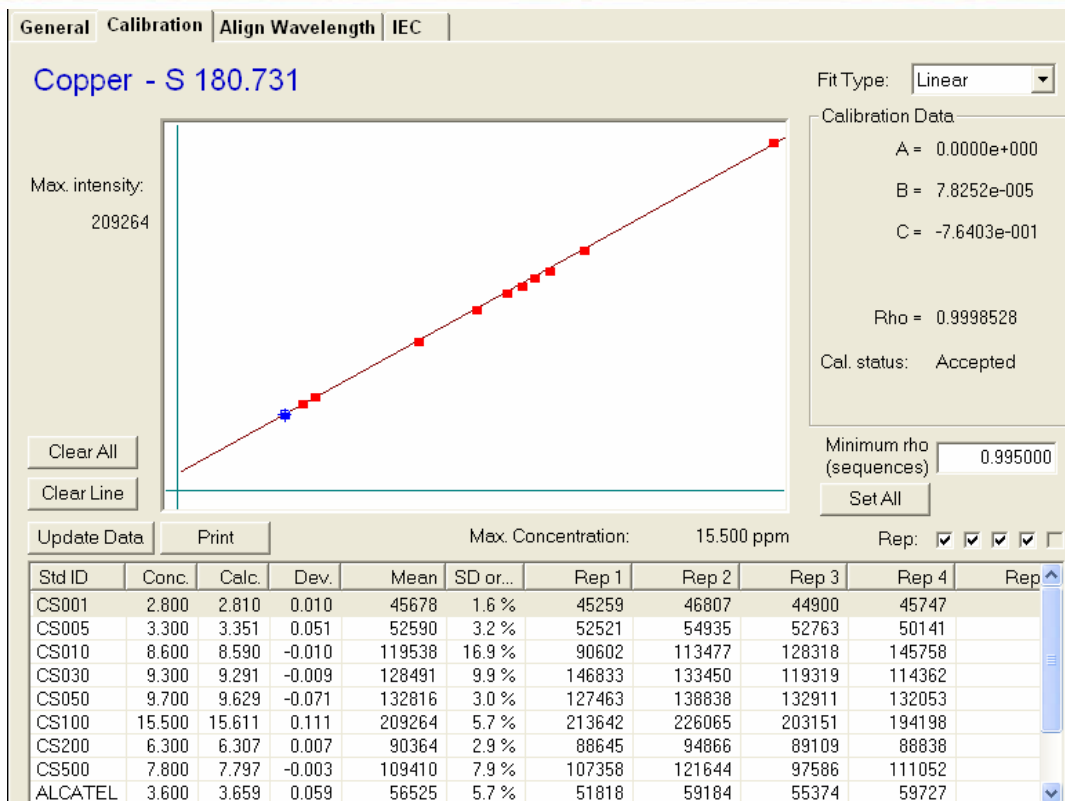 General Calibration Align Wavelength IEC
Copper - S 180.731
Fit Type: Linear
Calibration Data
A = 0.0000e+000
Max. intensity:
B = 7.8252e-005
209264
C = -7.6403e-001
Rho = 0.9998528
Cal. status: Accepted
Clear All
Minimum rho
(sequences) 0.995000
Clear Line
Set All
Update Data Print Max. Concentration: 15.500 ppm Rep:
Std ID Conc. Calc. Dev. Mean SD or... Rep 1 Rep 2 Rep 3 Rep 4 Rep
CS001 2.800 2.810 0.010 45678 1.6 % 45259 46807 44900 45747
CS005 3.300 3.351 0.051 52590 3.2 % 52521 54935 52763 50141
CS010 8.600 8.590 -0.010 119538 16.9 % 90602 113477 128318 145758
CS030 9.300 9.291 -0.009 128491 9.9 % 146833 133450 119319 114362
CS050 9.700 9.629 -0.071 132816 3.0 % 127463 138838 132911 132053
CS100 15.500 15.611 0.111 209264 5.7 % 213642 226065 203151 194198
CS200 6.300 6.307 0.007 90364 2.9 % 88645 94866 89109 88838
CS500 7.800 7.797 -0.003 109410 7.9 % 107358 121644 97586 111052
ALCATEL 3.600 3.659 0.059 56525 5.7 % 51818 59184 55374 59727